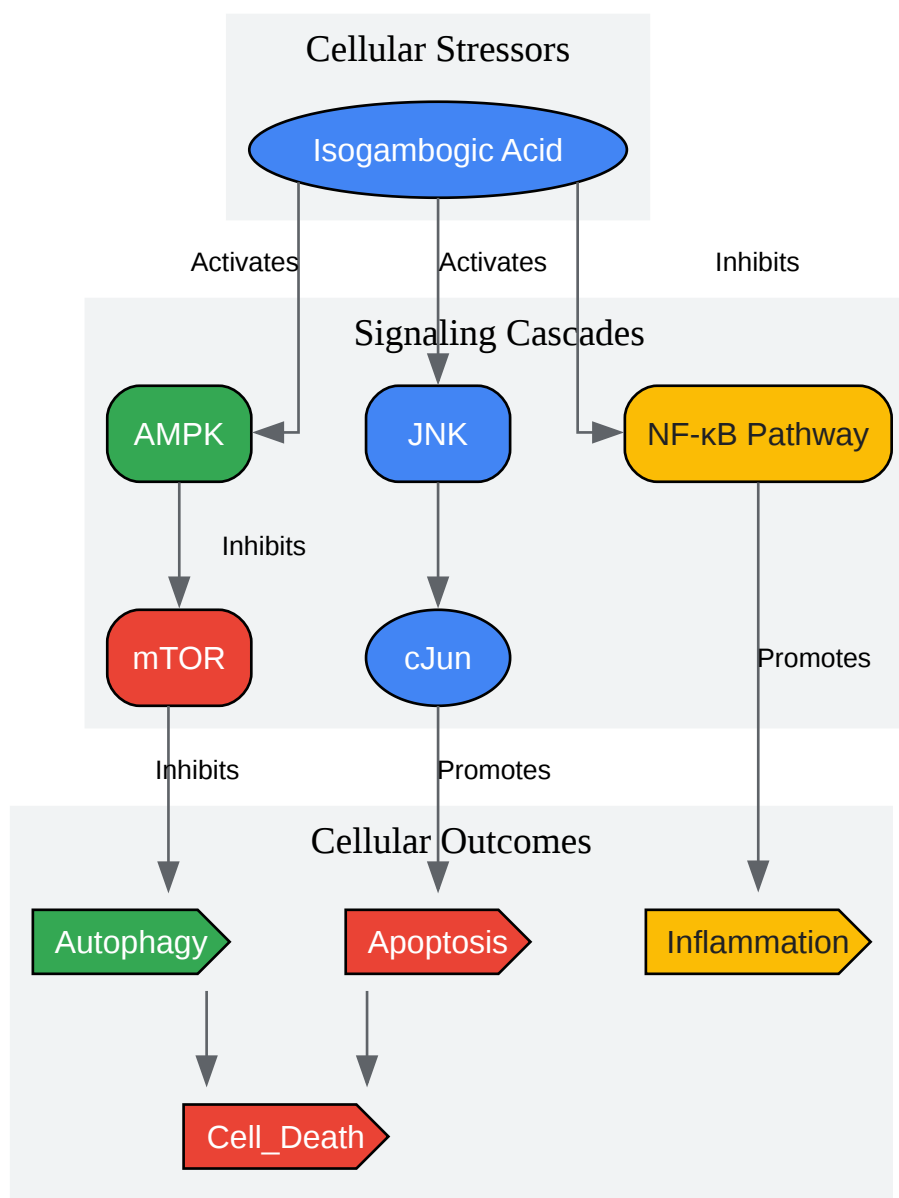 Cellular Stressors
Isogambogic Acid
Activates
Activates
Inhibits
Signaling Cascades
AMPK
JNK
NF-κB Pathway
Inhibits
mTOR
cJun
Promotes
Inhibits
Promotes
Cellular Outcomes
Autophagy
Apoptosis
Inflammation
Cell_Death